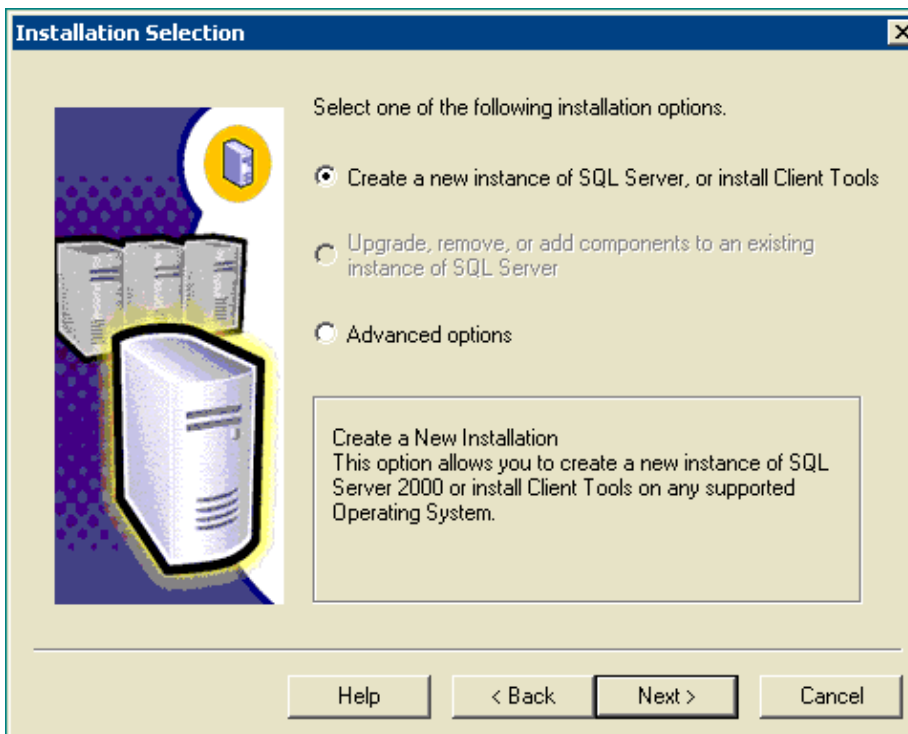 Installation Selection
Select one of the following installation options.
Create a new instance of SQL Server, or install Client Tools
Upgrade, remove, or add components to an existing
instance of SQL Server
Advanced options
Create a New Installation
This option allows you to create a new instance of SQL
Server 2000 or install Client Tools on any supported
Operating System.
Help
< Back
Next >
Cancel